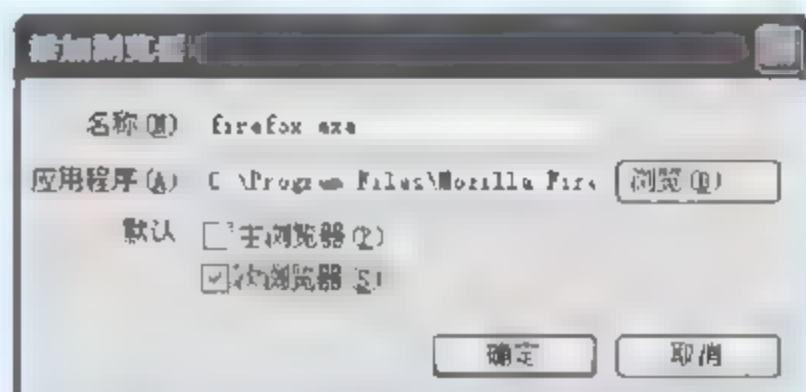 添加浏览器
名称(N) firefox exe
应用程序(A) C \Program Files\Mozilla Fire 浏览(B)
默认 主浏览器(P)
次浏览器(S)
确定 取消